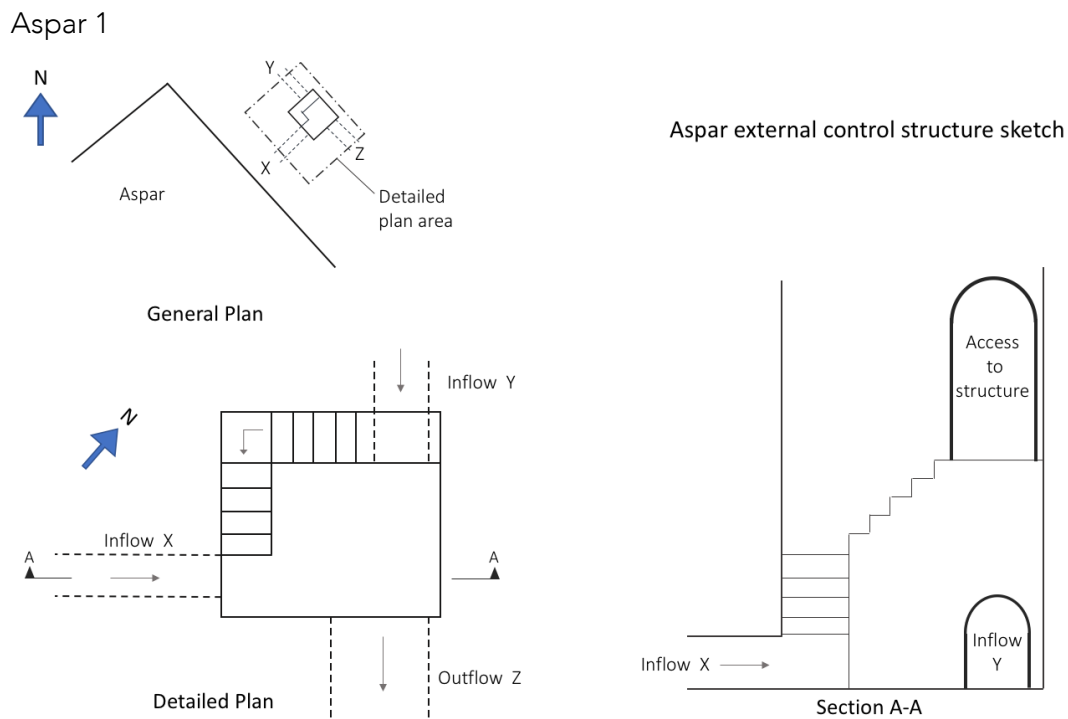 Aspar 1
N
Y
X
Z
Aspar
Detailed
plan area
General Plan
Aspar external control structure sketch
N
Inflow Y
Inflow X
A
A
Outflow Z
Detailed Plan
Access
to
structure
Inflow X
Inflow
Y
Section A-A